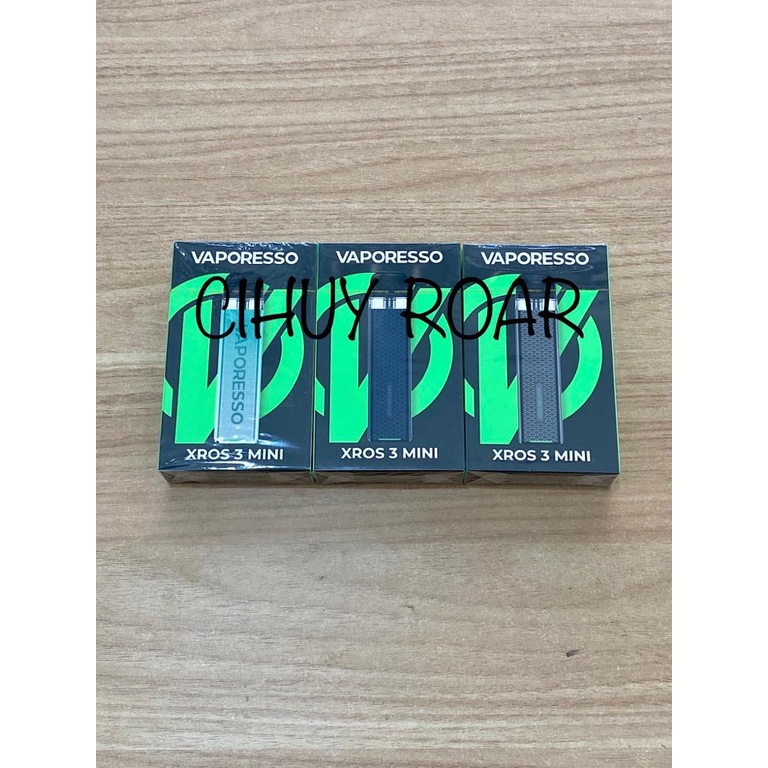 VAPORESSO VAPORESSO VAPORESSO
CIHUY ROAR
VAPORESSO
XROS 3 MINI XROS 3 MINI XROS 3 MINI